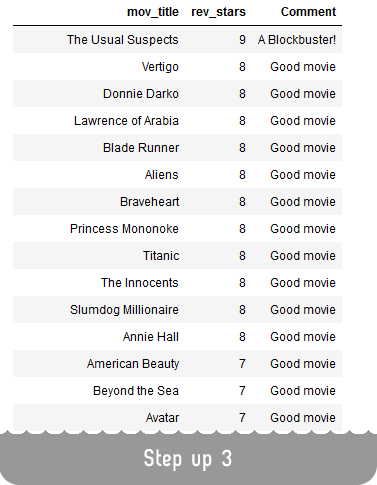 mov_title rev_stars Comment
The Usual Suspects 9 A Blockbuster!
Vertigo 8 Good movie
Donnie Darko 8 Good movie
Lawrence of Arabia 8 Good movie
Blade Runner 8 Good movie
Aliens 8 Good movie
Braveheart 8 Good movie
Princess Mononoke 8 Good movie
Titanic 8 Good movie
The Innocents 8 Good movie
Slumdog Millionaire 8 Good movie
Annie Hall 8 Good movie
American Beauty 7 Good movie
Beyond the Sea 7 Good movie
Avatar 7 Good movie
Step up 3